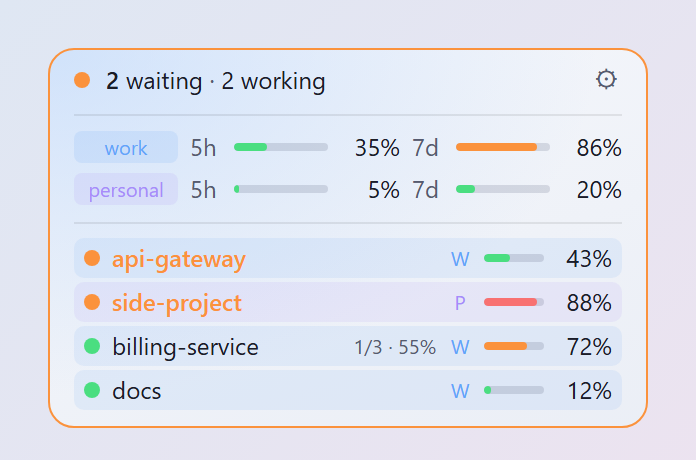 2 waiting · 2 working
work 5h 35% 7d 86%
personal 5h 5% 7d 20%
api-gateway W 43%
side-project P 88%
billing-service 1/3 · 55% W 72%
docs W 12%